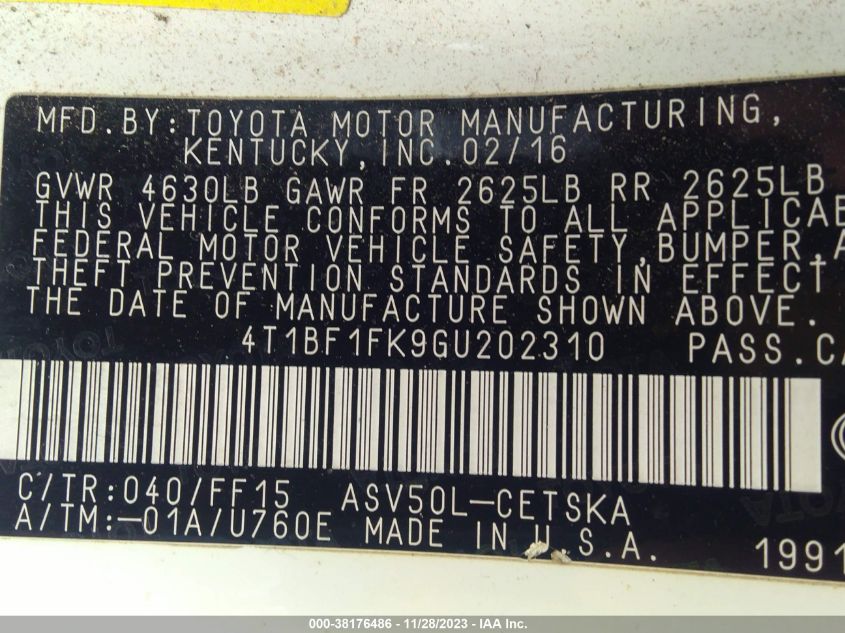 MFD.BY:TOYOTA MOTOR MANUFACTURING,
KENTUCKY,INC.02/16
GVWR 4630LB GAWR FR 2625LB RR 2625LB
THIS VEHICLE CONFORMS TO ALL APPLICAB
FEDERAL MOTOR VEHICLE SAFETY,BUMPER,A
THEFT PREVENTION STANDARDS IN EFFECT
THE DATE OF MANUFACTURE SHOWN ABOVE.
4T1BF1FK9GU202310 PASS.CA
C/TR:040/FF15 ASV50L-CETSKA
A/TM:-01A/U760E MADE IN U.S.A.
1991
000-38176486 - 11/28/2023 - IAA Inc.